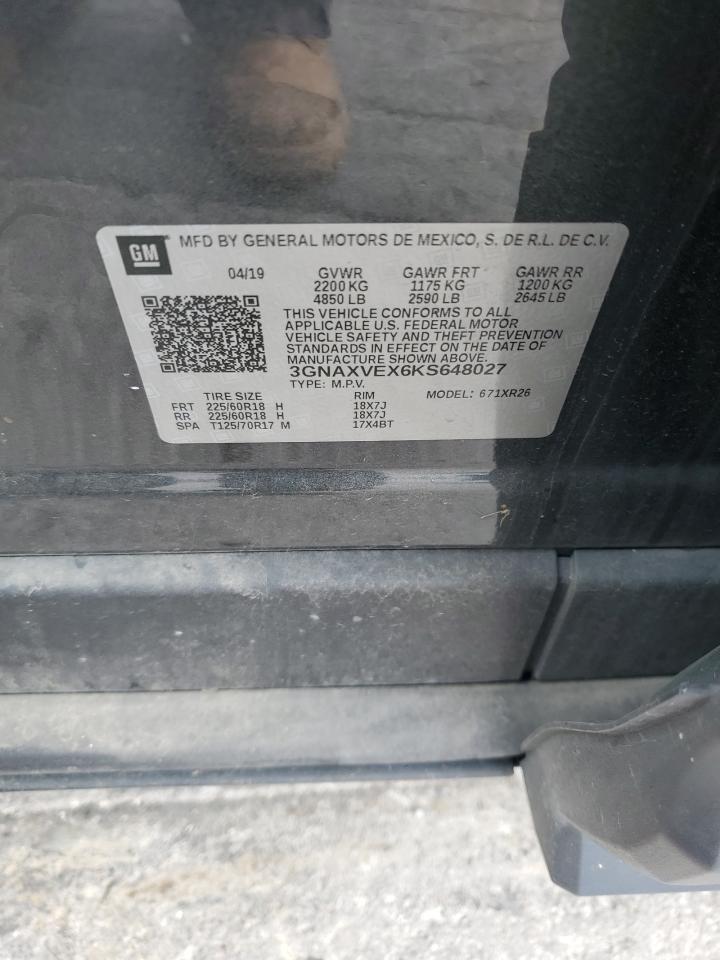 GM MFD BY GENERAL MOTORS DE MEXICO, S. DE R.L. DE C.V.
04/19 GVWR GAWR FRT GAWR RR
2200 KG 1175 KG 1200 KG
4850 LB 2590 LB 2645 LB
THIS VEHICLE CONFORMS TO ALL
APPLICABLE U.S. FEDERAL MOTOR
VEHICLE SAFETY AND THEFT PREVENTION
STANDARDS IN EFFECT ON THE DATE OF
MANUFACTURE SHOWN ABOVE.
3GNAXVEX6KS648027
TYPE: M.P.V. MODEL: 671XR26
TIRE SIZE RIM
FRT 225/60R18 H 18X7J
RR 225/60R18 H 18X7J
SPA T125/70R17 M 17X4BT